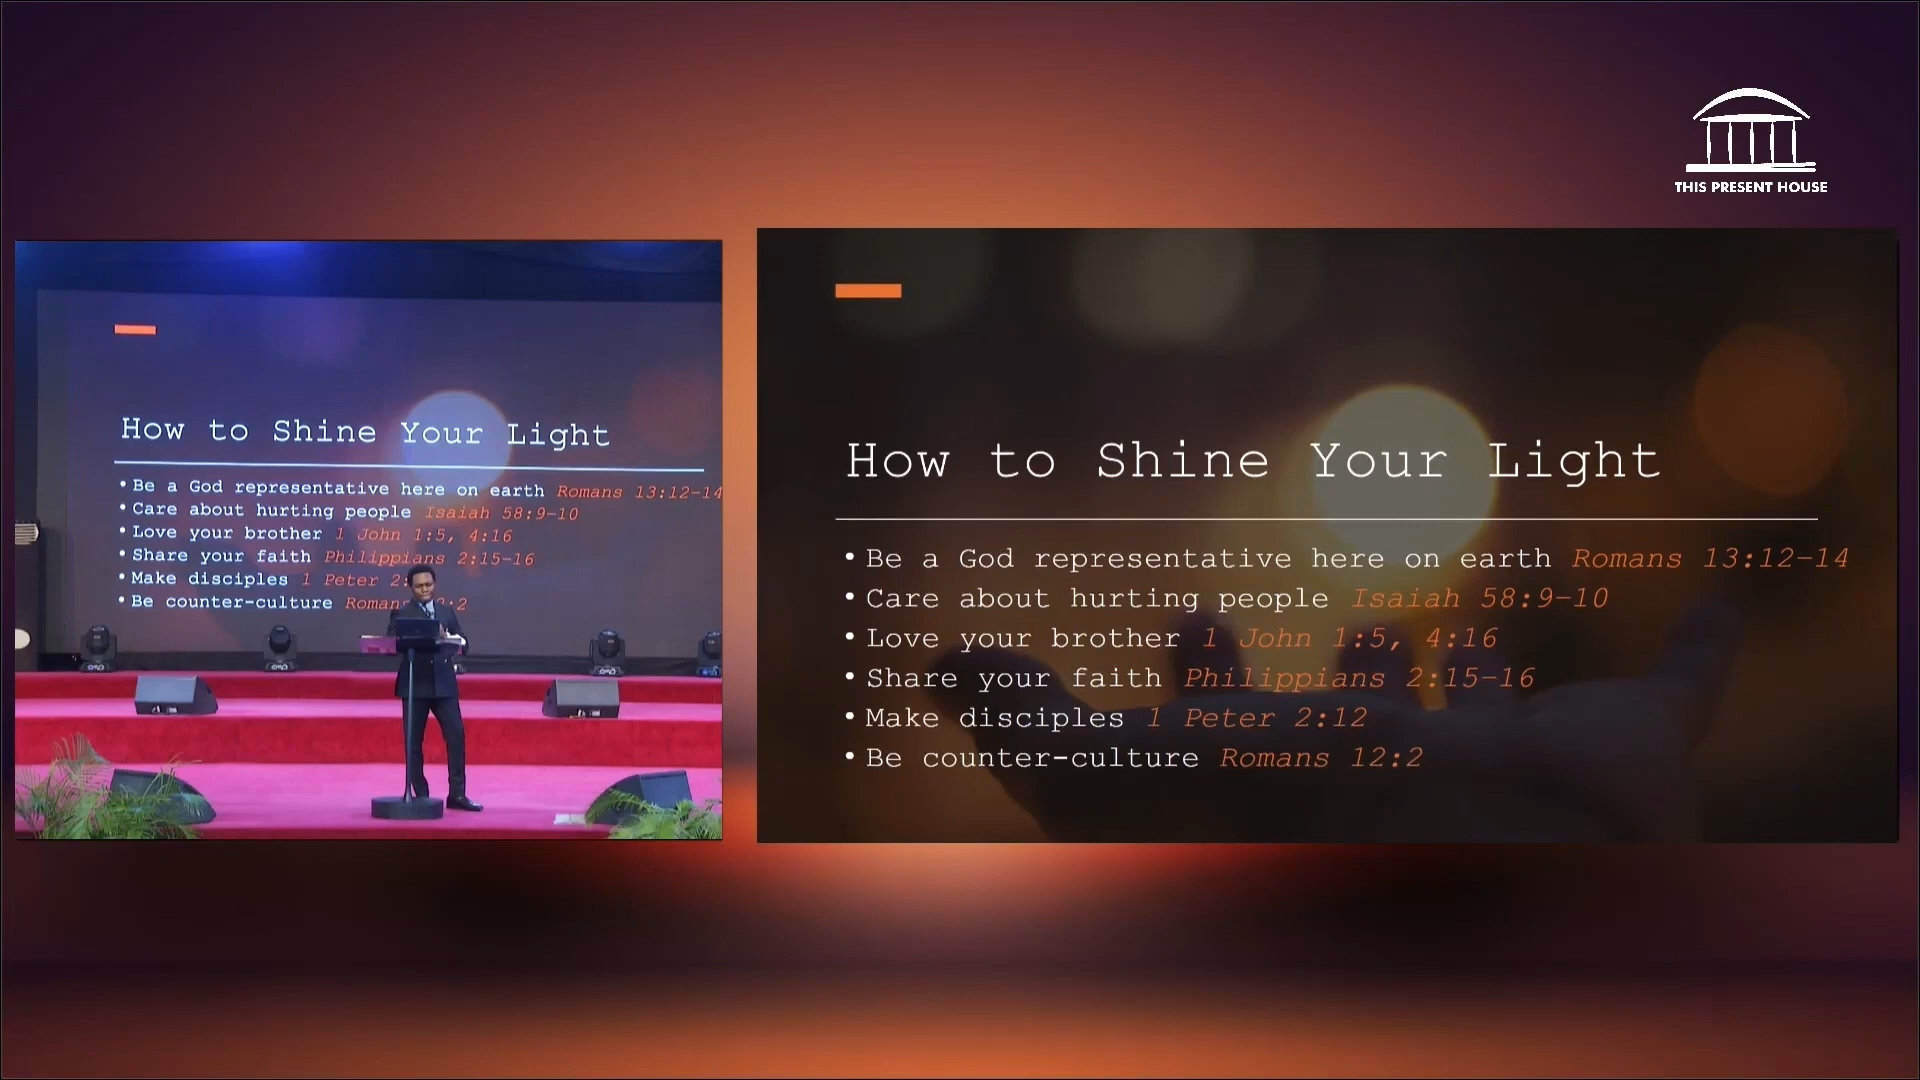 THIS PRESENT HOUSE
How to Shine Your Light
• Be a God representative here on earth Romans 13:12-14
• Care about hurting people Isaiah 58:9-10
• Love your brother 1 John 1:5, 4:16
• Share your faith Philippians 2:15-16
• Make disciples 1 Peter 2:
• Be counter-culture Roman 2:2
How to Shine Your Light
• Be a God representative here on earth Romans 13:12-14
• Care about hurting people Isaiah 58:9-10
• Love your brother 1 John 1:5, 4:16
• Share your faith Philippians 2:15-16
• Make disciples 1 Peter 2:12
• Be counter-culture Romans 12:2